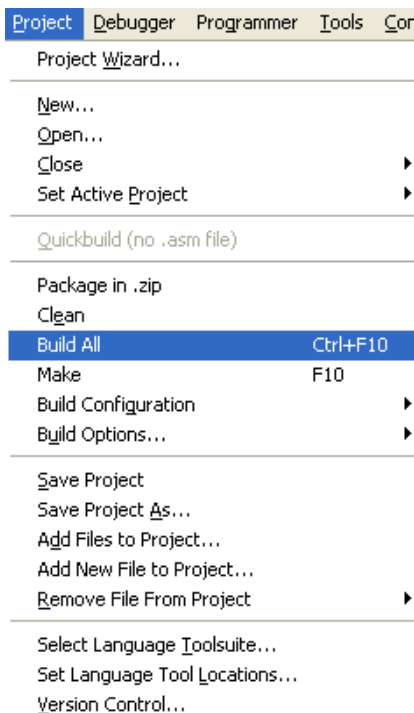 Project Debugger Programmer Tools
Project Wizard...
New...
Open...
Close
Set Active Project
Quickbuild (no .asm file)
Package in .zip
Clean
Build All Ctrl+F10
Make F10
Build Configuration
Build Options...
Save Project
Save Project As...
Add Files to Project...
Add New File to Project...
Remove File From Project
Select Language Toolsuite...
Set Language Tool Locations...
Version Control...